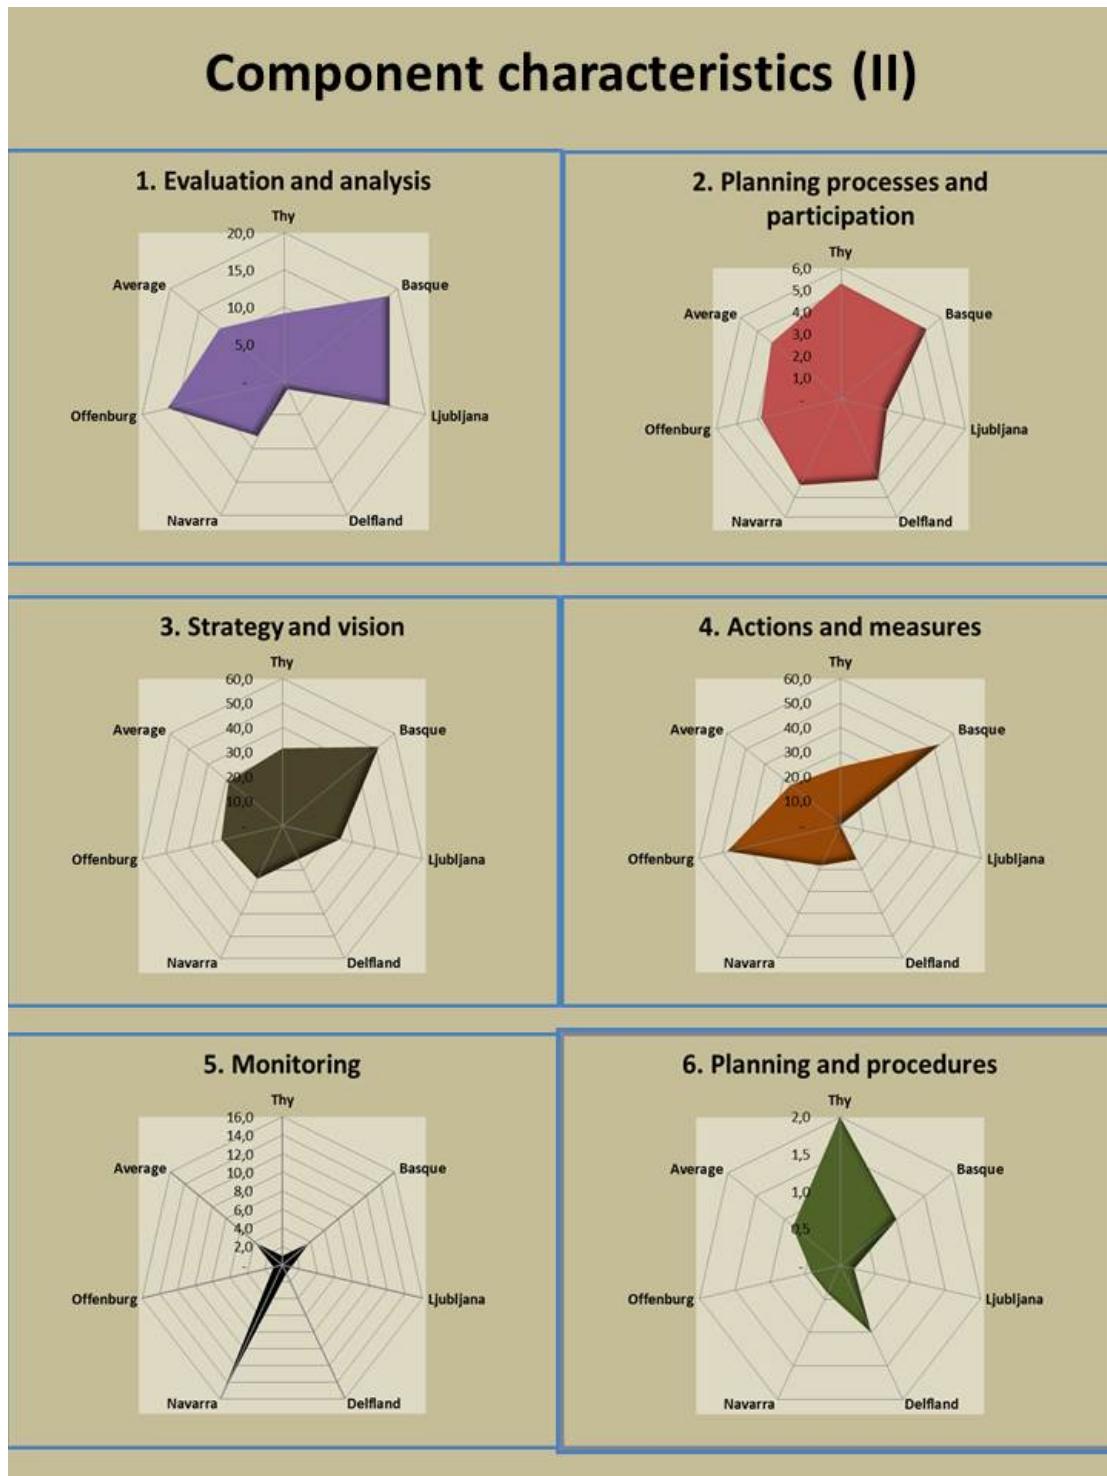 Component characteristics (II)
1. Evaluation and analysis
Thy
20,0
15,0
10,0
5,0
-
Average
Basque
Offenburg
Ljubljana
Navarra
Delfland
2. Planning processes and
participation
Thy
6,0
5,0
4,0
3,0
2,0
1,0
-
Average
Basque
Offenburg
Ljubljana
Navarra
Delfland
3. Strategy and vision
Thy
60,0
50,0
40,0
30,0
20,0
10,0
-
Average
Basque
Offenburg
Ljubljana
Navarra
Delfland
4. Actions and measures
Thy
60,0
50,0
40,0
30,0
20,0
10,0
-
Average
Basque
Offenburg
Ljubljana
Navarra
Delfland
5. Monitoring
Thy
16,0
14,0
12,0
10,0
8,0
6,0
4,0
2,0
-
Average
Basque
Offenburg
Ljubljana
Navarra
Delfland
6. Planning and procedures
Thy
2,0
1,5
1,0
0,5
-
Average
Basque
Offenburg
Ljubljana
Navarra
Delfland